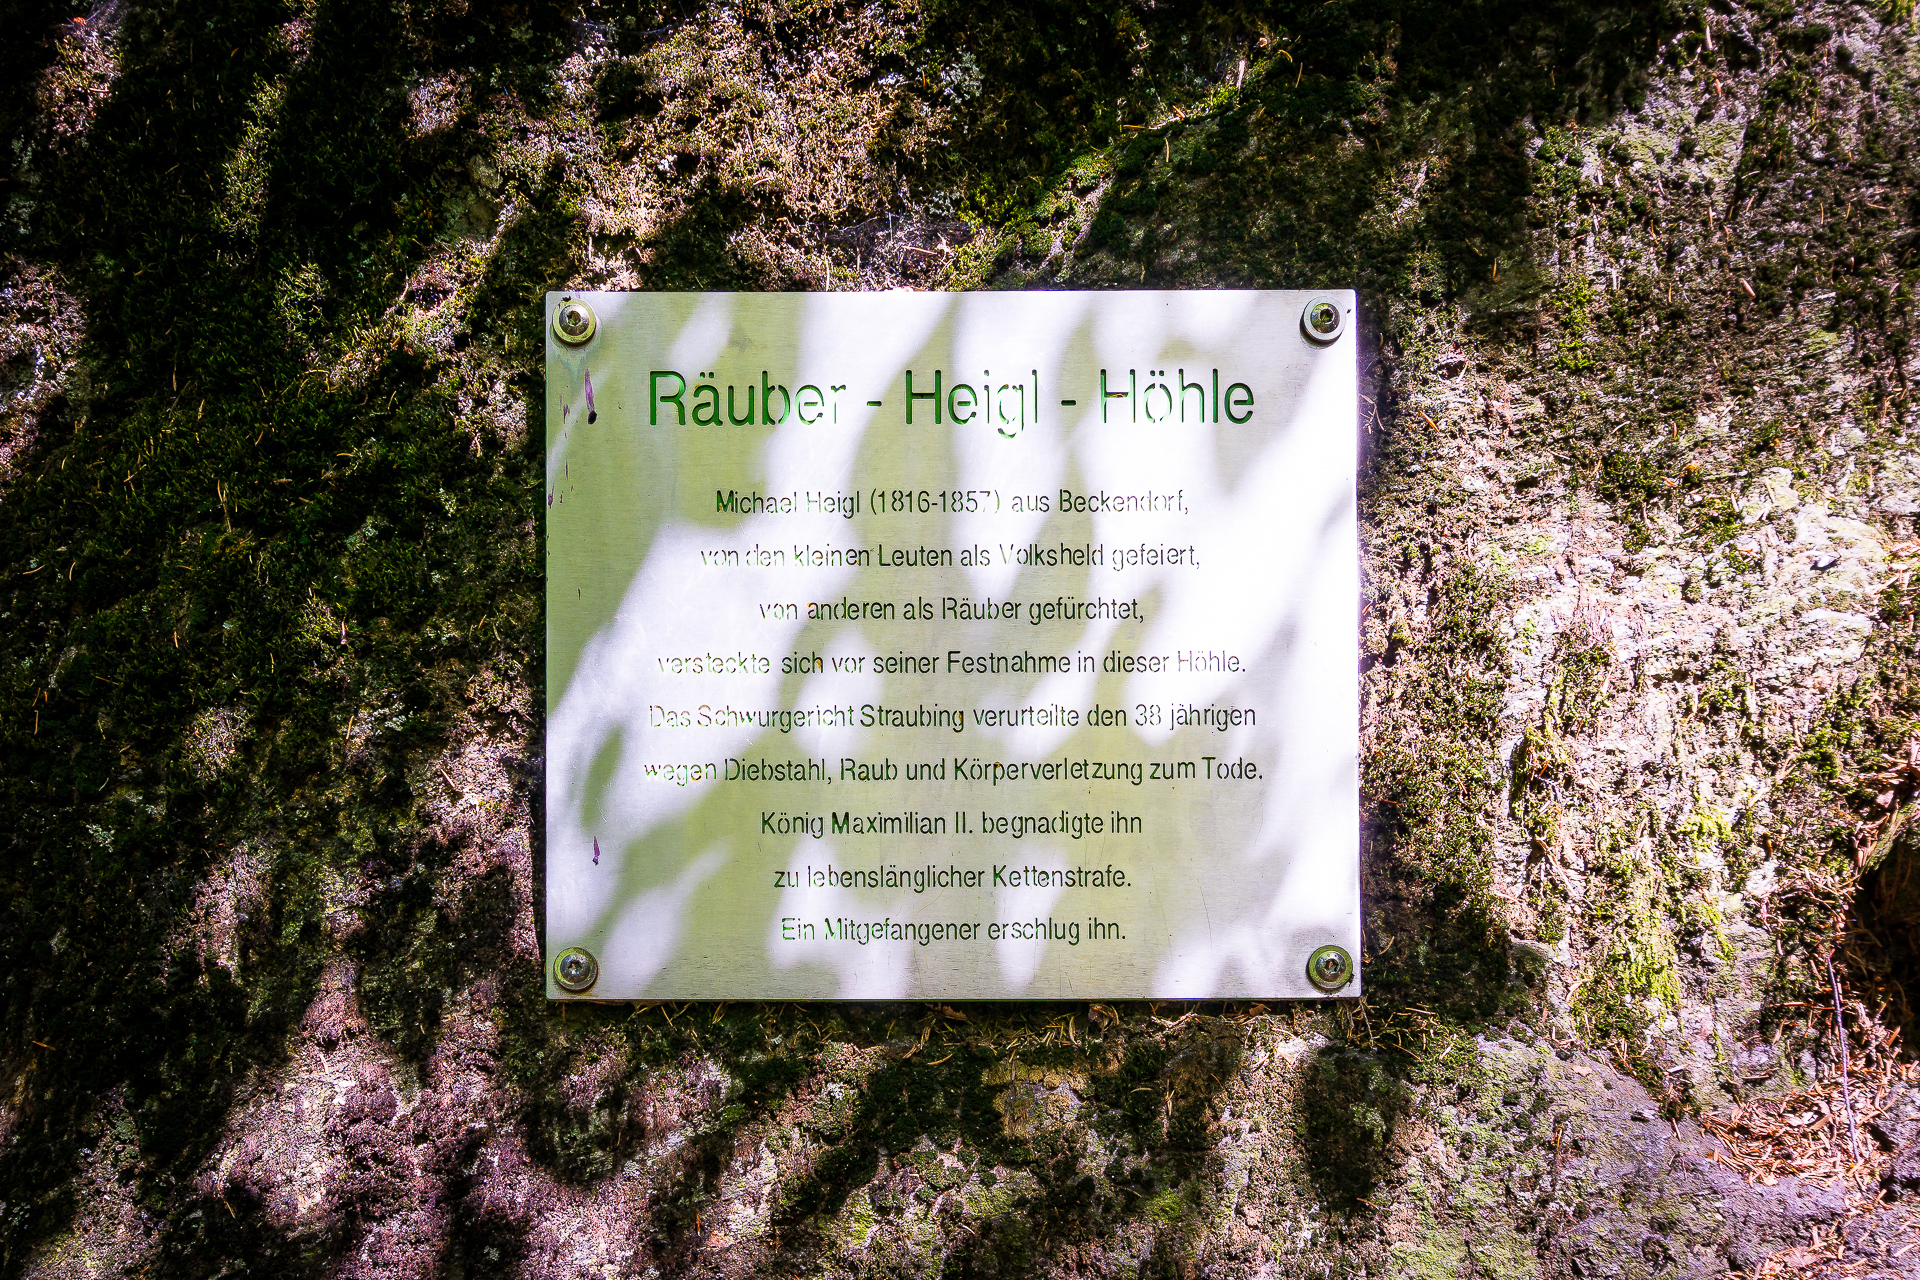 Räuber - Heigl - Höhle
Michael Heigl (1816-1857) aus Beckendorf,
von den kleinen Leuten als Volksheld gefeiert,
von anderen als Räuber gefürchtet,
versteckte sich vor seiner Festnahme in dieser Höhle.
Das Schwurgericht Straubing verurteilte den 38 jährigen
wegen Diebstahl, Raub und Körperverletzung zum Tode.
König Maximilian II. begnadigte ihn
zu lebenslänglicher Kettenstrafe.
Ein Mitgefangener erschlug ihn.